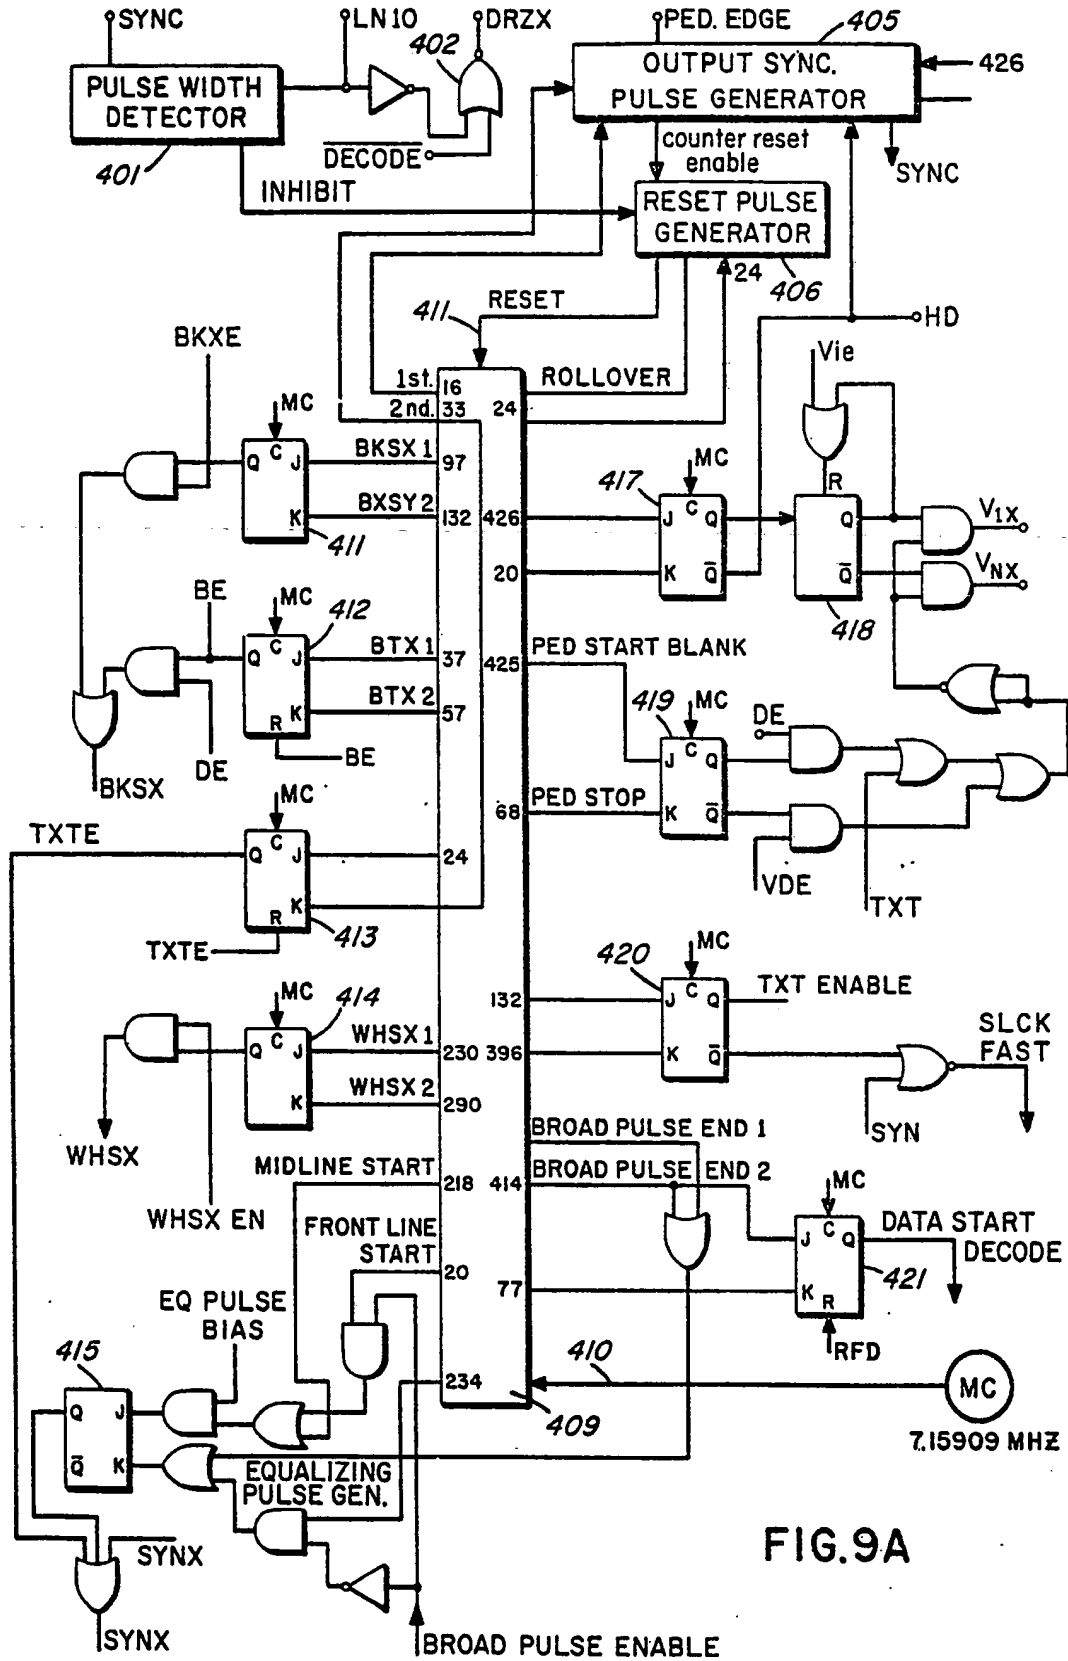 SYNC
LN10
DRZX
PED. EDGE
405
402
PULSE WIDTH
DETECTOR
OUTPUT SYNC.
PULSE GENERATOR
426
401
DECODE
counter reset
enable
SYNC
INHIBIT
RESET PULSE
GENERATOR
24
406
RESET
411
HD
BKXE
Vie
1st.
16
ROLLOVER
2nd.
33
24
MC
Q C J
BKSX 1
97
K
BXSY 2
132
411
417
MC
426
J C Q
20
K Q
R
Q
Q
418
V1X
VNX
BE
MC
412
Q C J
BTX 1
37
R K
BTX 2
57
BE
DE
BKSX
425
PED START BLANK
419
MC
DE
J C Q
PED STOP
68
K Q
VDE
TXT
TXTE
MC
Q C J
24
R K
413
TXTE
420
MC
132
J C Q
TXT ENABLE
396
K Q
SLCK
FAST
SYN
MC
414
Q C J
WHSX 1
230
K
WHSX 2
290
WHSX
WHSX EN
BROAD PULSE END 1
MIDLINE START
218
414
BROAD PULSE END 2
MC
FRONT LINE
START
20
J C Q
DATA START
DECODE
77
K R
421
RFD
EQ PULSE
BIAS
415
234
410
MC
409
7.15909 MHZ
Q J
Q K
EQUALIZING
PULSE GEN.
SYNX
SYNX
BROAD PULSE ENABLE
FIG.9A